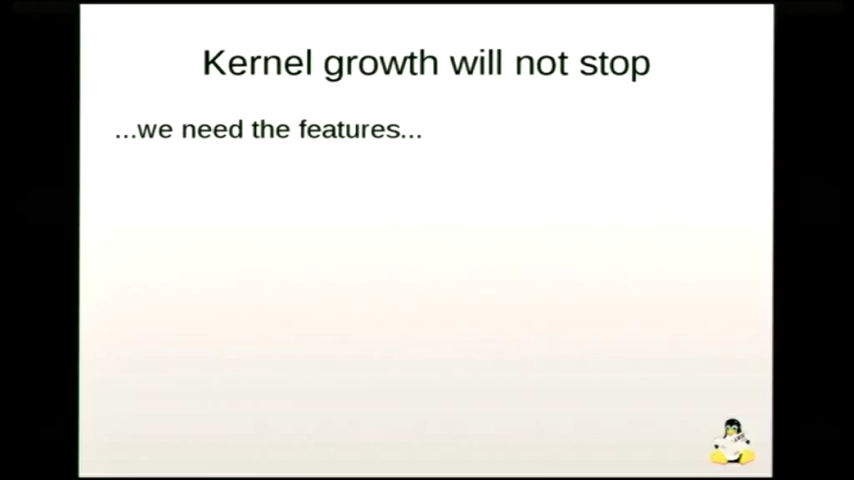 Kernel growth will not stop
...we need the features...